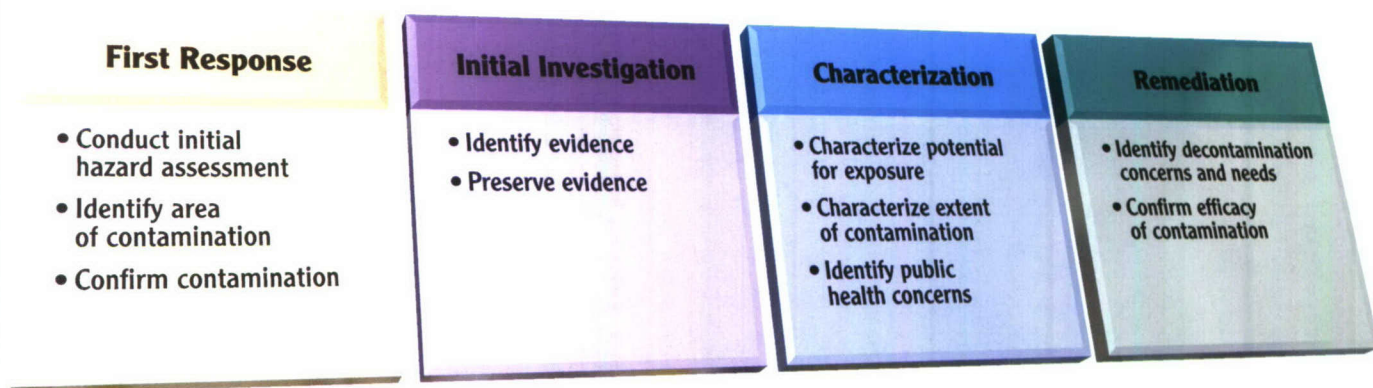 First Response
• Conduct initial
hazard assessment
• Identify area
of contamination
• Confirm contamination
Initial Investigation
• Identify evidence
• Preserve evidence
Characterization
• Characterize potential
for exposure
• Characterize extent
of contamination
• Identify public
health concerns
Remediation
• Identify decontamination
concerns and needs
• Confirm efficacy
of contamination